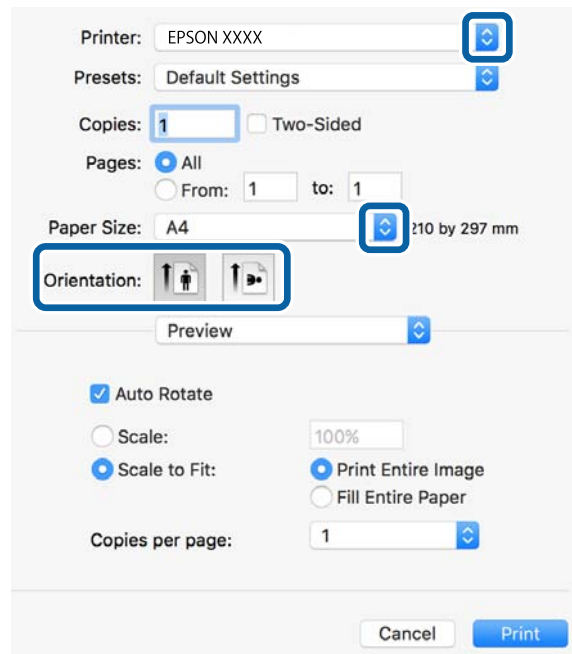 Printer: EPSON XXXX
Presets: Default Settings
Copies: 1 Two-Sided
Pages: All
From: 1 to: 1
Paper Size: A4 210 by 297 mm
Orientation:
Preview
Auto Rotate
Scale: 100%
Scale to Fit: Print Entire Image
Fill Entire Paper
Copies per page: 1
Cancel Print